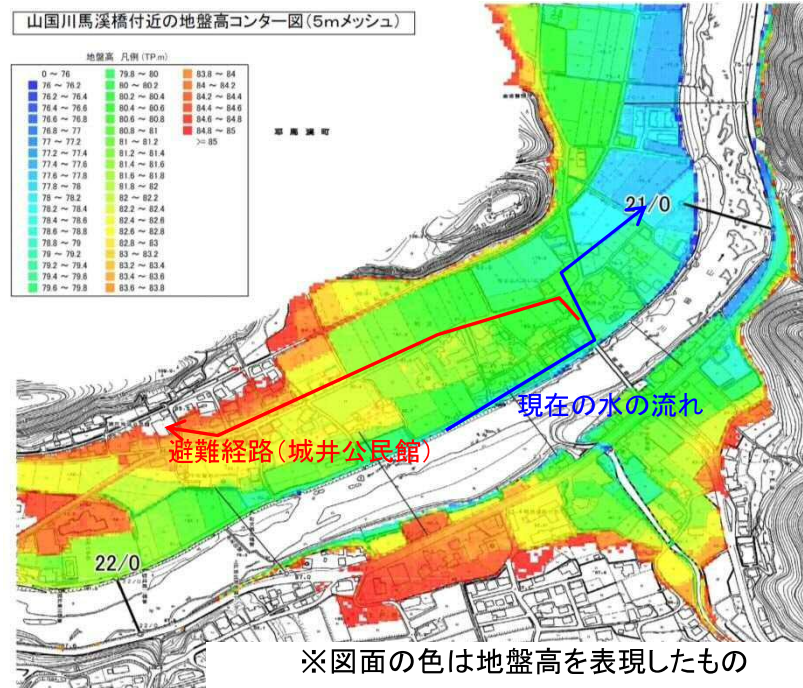 山国川馬溪橋付近の地盤高コンター図(5mメッシュ)
地盤高 凡例(TP.m)
0 ~ 76
76 ~ 76.2
76.2 ~ 76.4
76.4 ~ 76.6
76.6 ~ 76.8
76.8 ~ 77
77 ~ 77.2
77.2 ~ 77.4
77.4 ~ 77.6
77.6 ~ 77.8
77.8 ~ 78
78 ~ 78.2
78.2 ~ 78.4
78.4 ~ 78.6
78.6 ~ 78.8
78.8 ~ 79
79 ~ 79.2
79.2 ~ 79.4
79.4 ~ 79.6
79.6 ~ 79.8
79.8 ~ 80
80 ~ 80.2
80.2 ~ 80.4
80.4 ~ 80.6
80.6 ~ 80.8
80.8 ~ 81
81 ~ 81.2
81.2 ~ 81.4
81.4 ~ 81.6
81.6 ~ 81.8
81.8 ~ 82
82 ~ 82.2
82.2 ~ 82.4
82.4 ~ 82.6
82.6 ~ 82.8
82.8 ~ 83
83 ~ 83.2
83.2 ~ 83.4
83.4 ~ 83.6
83.6 ~ 83.8
83.8 ~ 84
84 ~ 84.2
84.2 ~ 84.4
84.4 ~ 84.6
84.6 ~ 84.8
84.8 ~ 85
>= 85
耶馬溪町
21/0
現在の水の流れ
避難経路(城井公民館)
22/0
※図面の色は地盤高を表現したもの